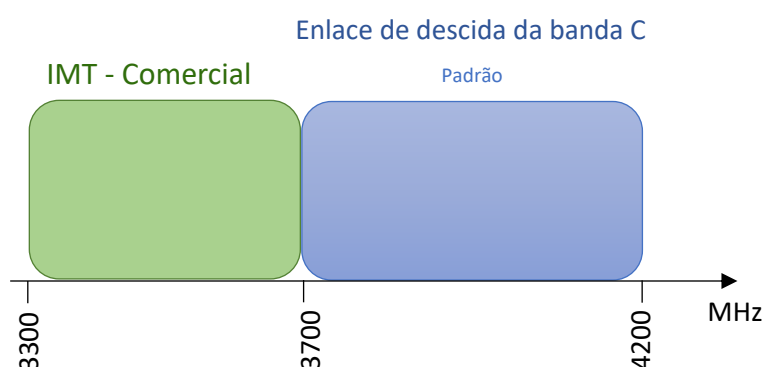 Enlace de descida da banda C
IMT - Comercial
Padrão
MHz
3300
3700
4200